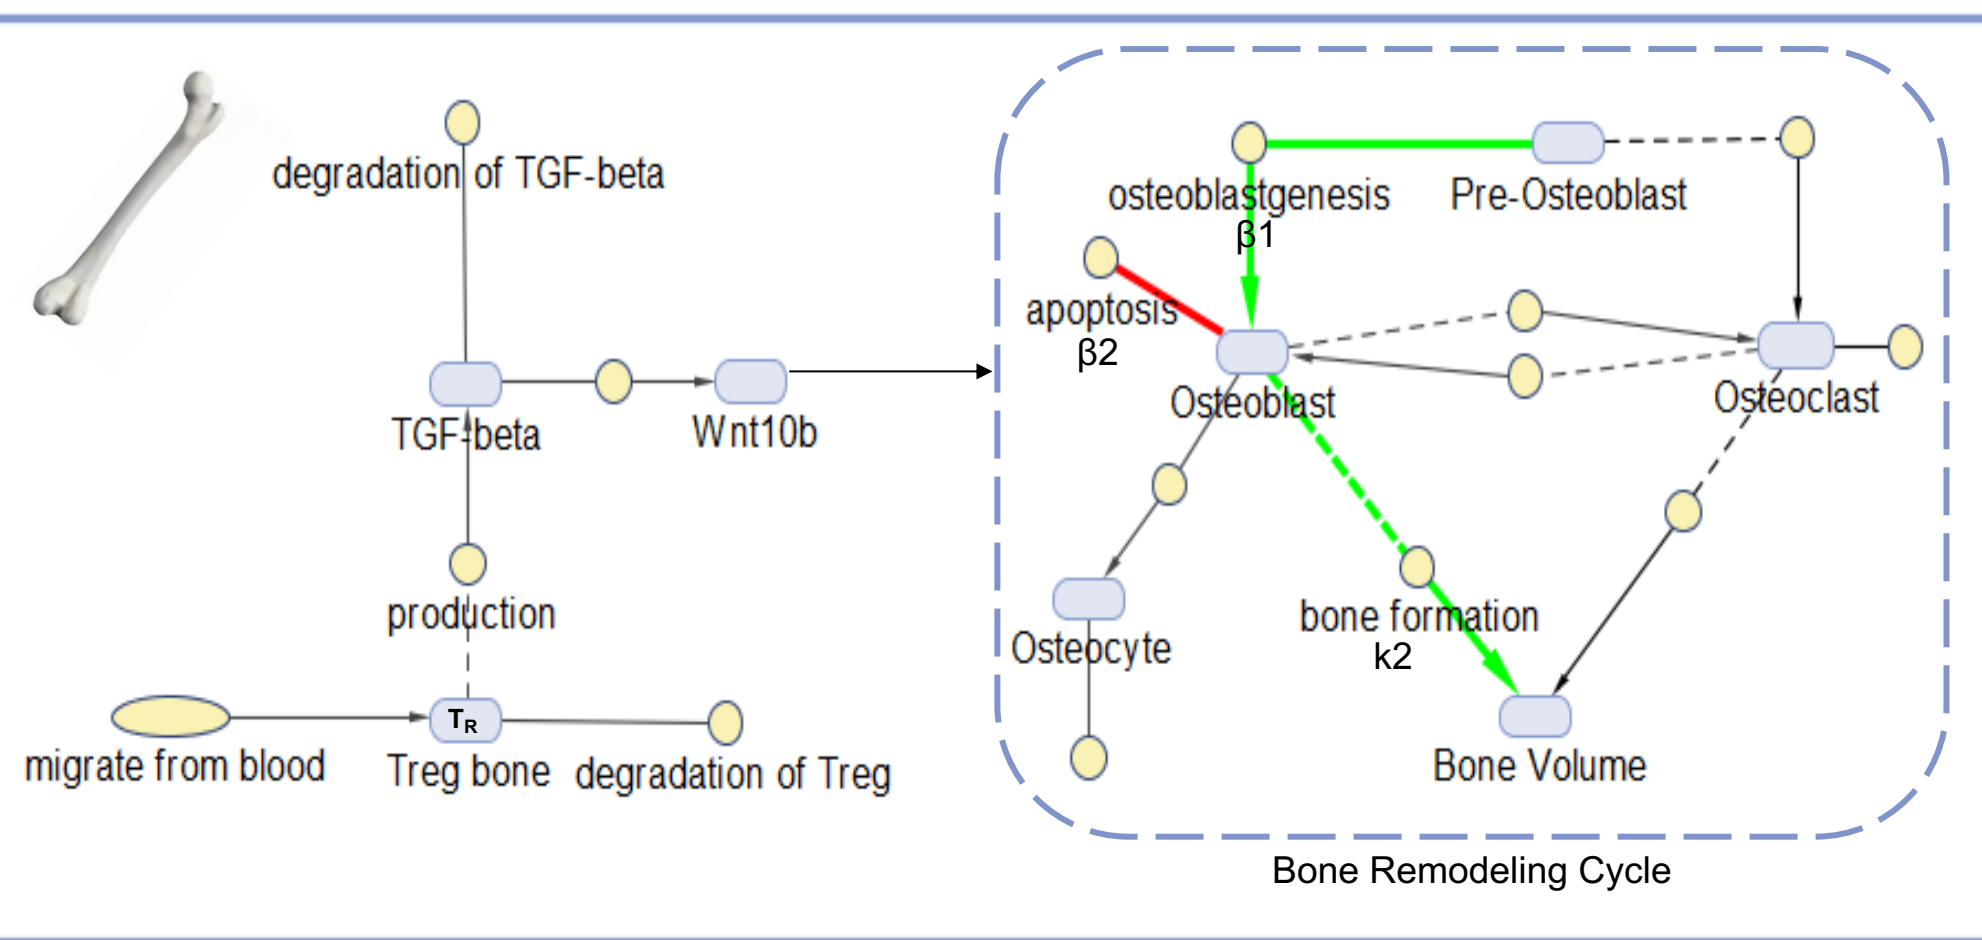 degradation of TGF-beta
TGF-beta
Wnt10b
production
T_R
migrate from blood
Treg bone
degradation of Treg
osteoblastgenesis
β1
Pre-Osteoblast
apoptosis
β2
Osteoblast
Osteoclast
Osteocyte
bone formation
k2
Bone Volume
Bone Remodeling Cycle